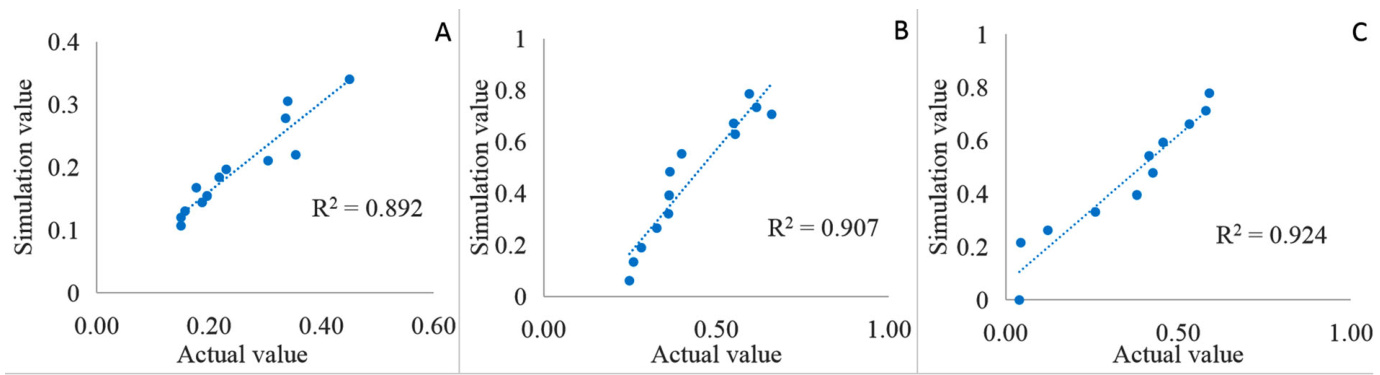 A
0.4
0.3
0.2
0.1
0
Simulation value
R² = 0.892
0.00 0.20 0.40 0.60
Actual value
B
1
0.8
0.6
0.4
0.2
0
Simulation value
R² = 0.907
0.00 0.50 1.00
Actual value
C
1
0.8
0.6
0.4
0.2
0
Simulation value
R² = 0.924
0.00 0.50 1.00
Actual value